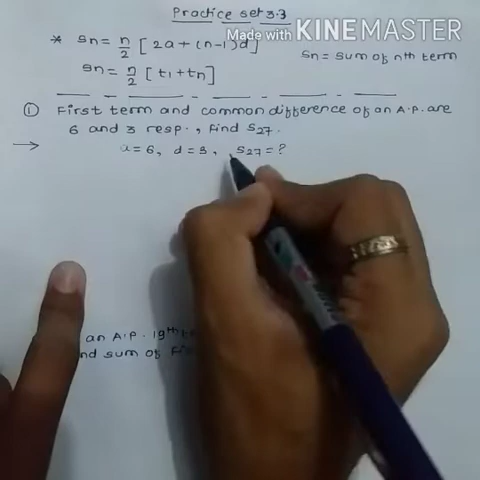 Practice set 3.3
Made with KINEMASTER
* Sn = n/2 [ 2a + (n-1)d ] Sn = sum of nth term
Sn = n/2 [ t1 + tn ]
① First term and common difference of an A.P. are
6 and 3 resp., find S27.
→ a = 6, d = 3, S27 = ?
an A.P. 19th
sum of